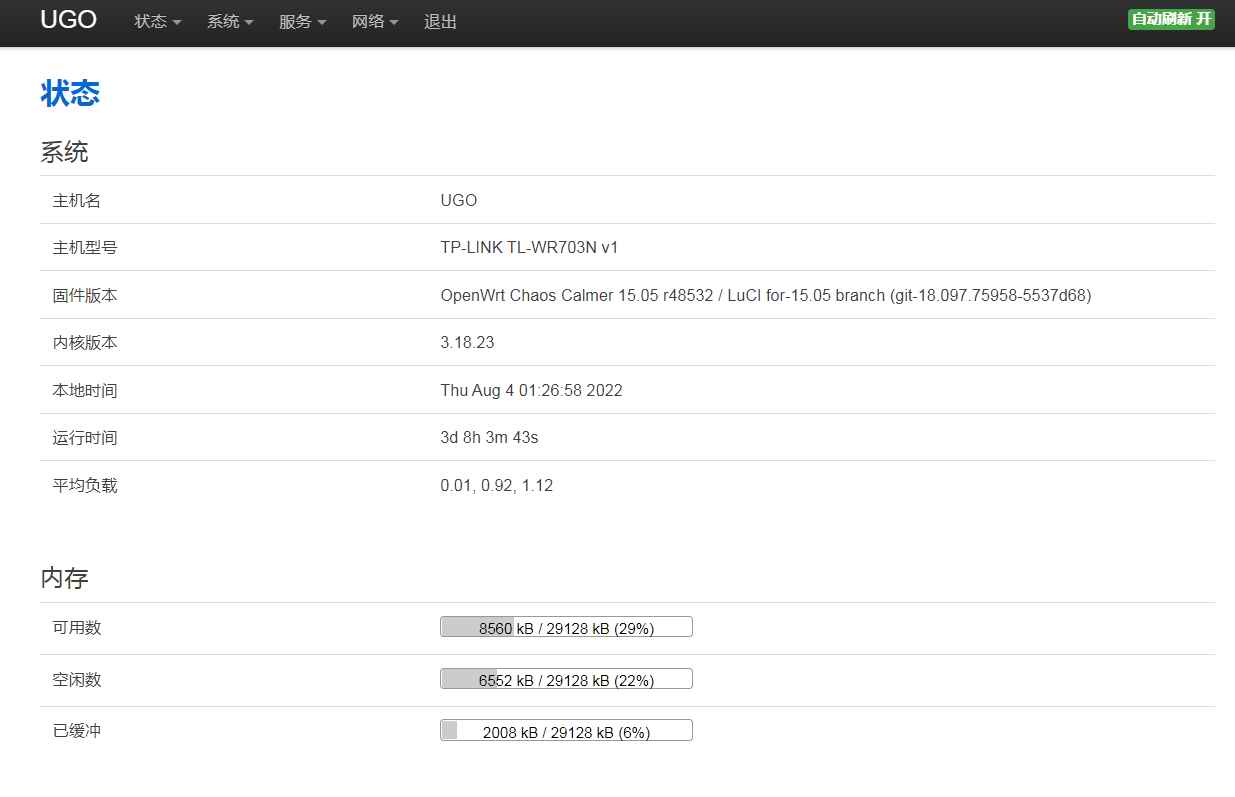 UGO 状态 系统 服务 网络 退出 自动刷新 开
状态
系统
主机名 UGO
主机型号 TP-LINK TL-WR703N v1
固件版本 OpenWrt Chaos Calmer 15.05 r48532 / LuCI for-15.05 branch (git-18.097.75958-5537d68)
内核版本 3.18.23
本地时间 Thu Aug 4 01:26:58 2022
运行时间 3d 8h 3m 43s
平均负载 0.01, 0.92, 1.12
内存
可用数 8560 kB / 29128 kB (29%)
空闲数 6552 kB / 29128 kB (22%)
已缓冲 2008 kB / 29128 kB (6%)